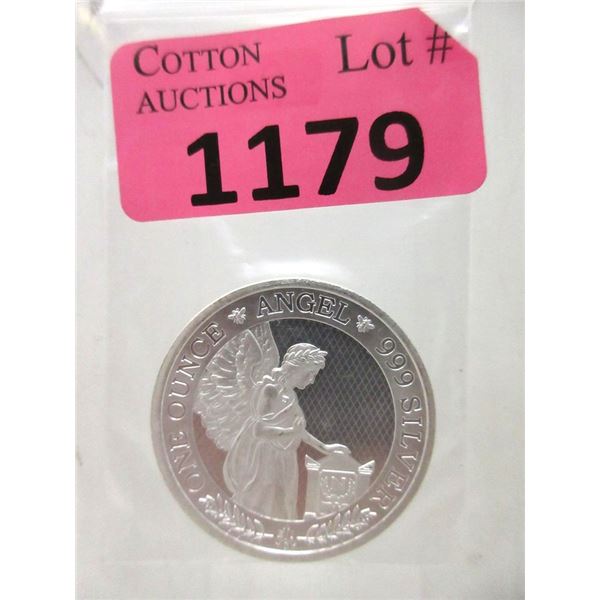 COTTON Lot #
AUCTIONS
1179
ONE OUNCE ANGEL 999 SILVER